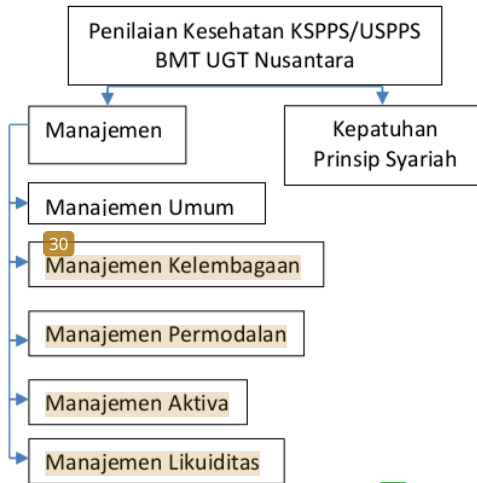 Penilaian Kesehatan KSPPS/USPPS
BMT UGT Nusantara
Manajemen
Kepatuhan
Prinsip Syariah
Manajemen Umum
30
Manajemen Kelembagaan
Manajemen Permodalan
Manajemen Aktiva
Manajemen Likuiditas